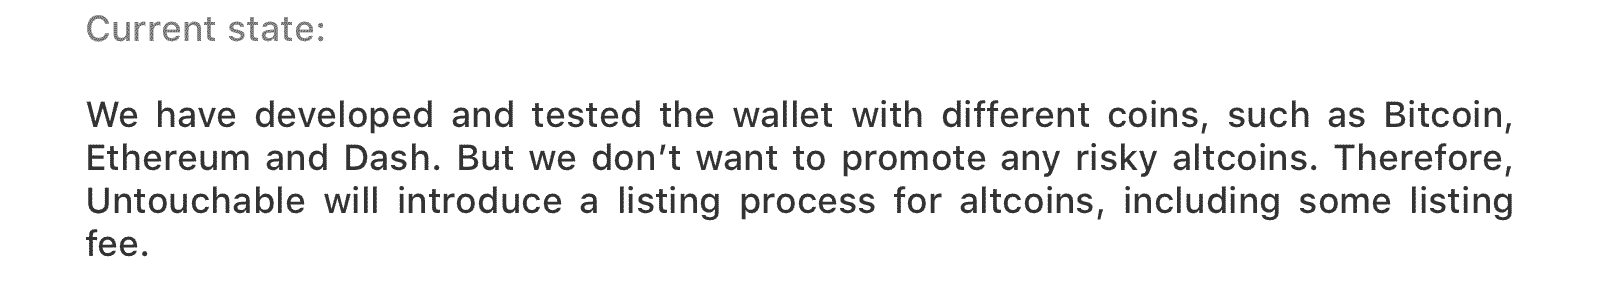 Current state:
We have developed and tested the wallet with different coins, such as Bitcoin,
Ethereum and Dash. But we don’t want to promote any risky altcoins. Therefore,
Untouchable will introduce a listing process for altcoins, including some listing
fee.